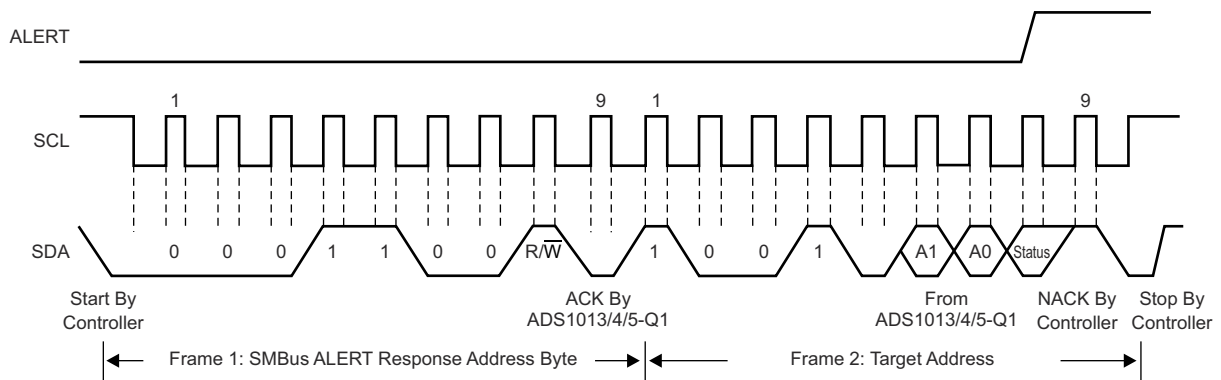 ALERT
1 9 1 9
SCL
SDA
0 0 0 1 1 0 0 R/W̅ 1 0 0 1 A1 A0 Status
Start By
Controller
ACK By
ADS1013/4/5-Q1
From
ADS1013/4/5-Q1
NACK By
Controller
Stop By
Controller
Frame 1: SMBus ALERT Response Address Byte
Frame 2: Target Address